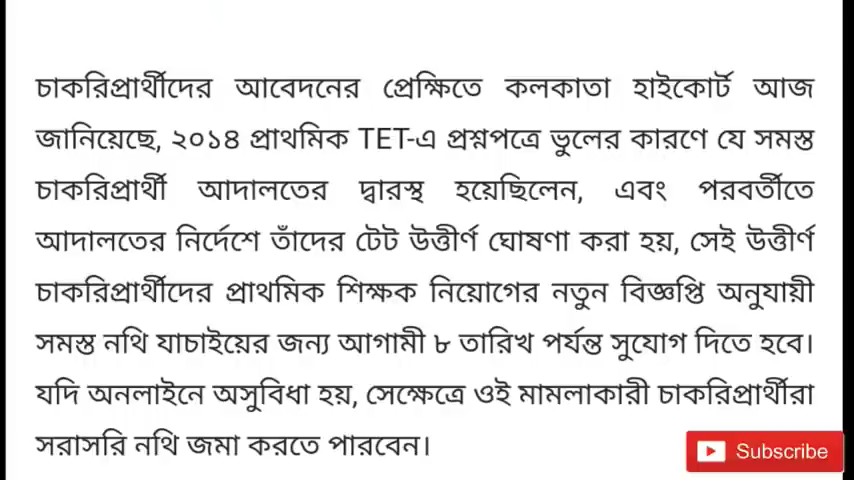 চাকরিপ্রার্থীদের আবেদনের প্রেক্ষিতে কলকাতা হাইকোর্ট আজ
জানিয়েছে, ২০১৪ প্রাথমিক TET-এ প্রশ্নপত্রে ভুলের কারণে যে সমস্ত
চাকরিপ্রার্থী আদালতের দ্বারস্থ হয়েছিলেন, এবং পরবর্তীতে
আদালতের নির্দেশে তাঁদের টেট উত্তীর্ণ ঘোষণা করা হয়, সেই উত্তীর্ণ
চাকরিপ্রার্থীদের প্রাথমিক শিক্ষক নিয়োগের নতুন বিজ্ঞপ্তি অনুযায়ী
সমস্ত নথি যাচাইয়ের জন্য আগামী ৮ তারিখ পর্যন্ত সুযোগ দিতে হবে।
যদি অনলাইনে অসুবিধা হয়, সেক্ষেত্রে ওই মামলাকারী চাকরিপ্রার্থীরা
সরাসরি নথি জমা করতে পারবেন।
Subscribe